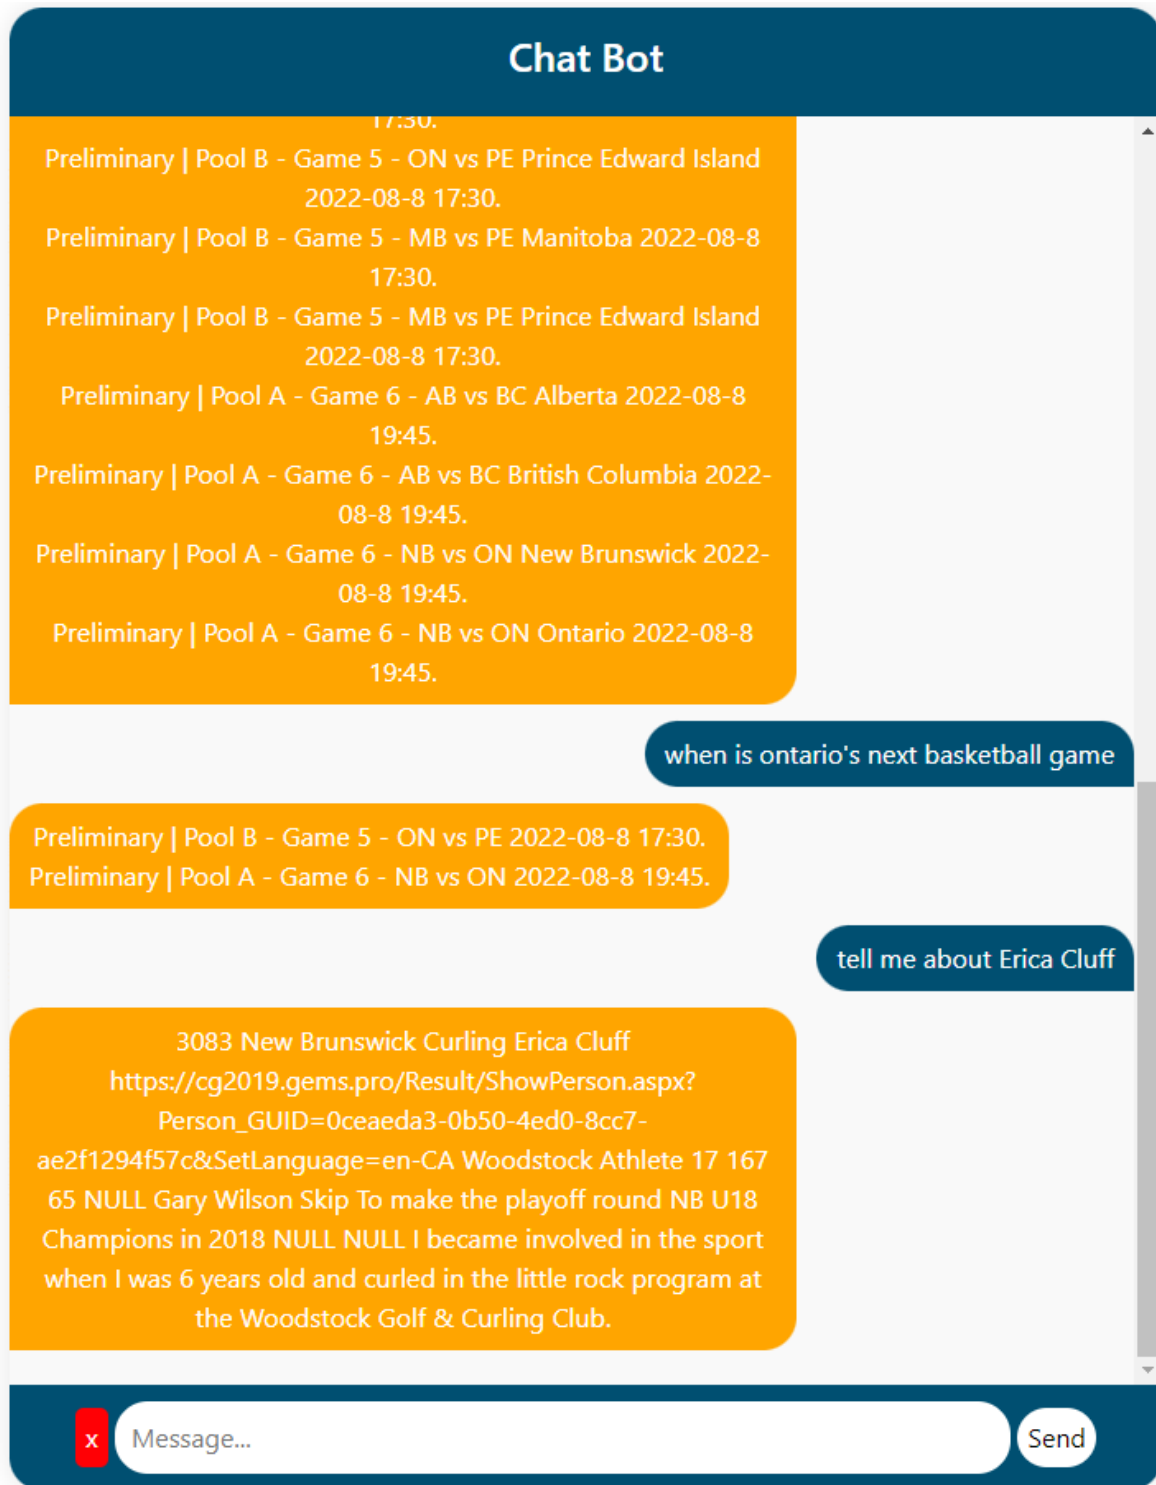 Chat Bot
17:30.
Preliminary | Pool B - Game 5 - ON vs PE Prince Edward Island
2022-08-8 17:30.
Preliminary | Pool B - Game 5 - MB vs PE Manitoba 2022-08-8
17:30.
Preliminary | Pool B - Game 5 - MB vs PE Prince Edward Island
2022-08-8 17:30.
Preliminary | Pool A - Game 6 - AB vs BC Alberta 2022-08-8
19:45.
Preliminary | Pool A - Game 6 - AB vs BC British Columbia 2022-
08-8 19:45.
Preliminary | Pool A - Game 6 - NB vs ON New Brunswick 2022-
08-8 19:45.
Preliminary | Pool A - Game 6 - NB vs ON Ontario 2022-08-8
19:45.
when is ontario's next basketball game
Preliminary | Pool B - Game 5 - ON vs PE 2022-08-8 17:30.
Preliminary | Pool A - Game 6 - NB vs ON 2022-08-8 19:45.
tell me about Erica Cluff
3083 New Brunswick Curling Erica Cluff
https://cg2019.gems.pro/Result/ShowPerson.aspx?
Person_GUID=0ceaeda3-0b50-4ed0-8cc7-
ae2f1294f57c&SetLanguage=en-CA Woodstock Athlete 17 167
65 NULL Gary Wilson Skip To make the playoff round NB U18
Champions in 2018 NULL NULL I became involved in the sport
when I was 6 years old and curled in the little rock program at
the Woodstock Golf & Curling Club.
x
Message...
Send